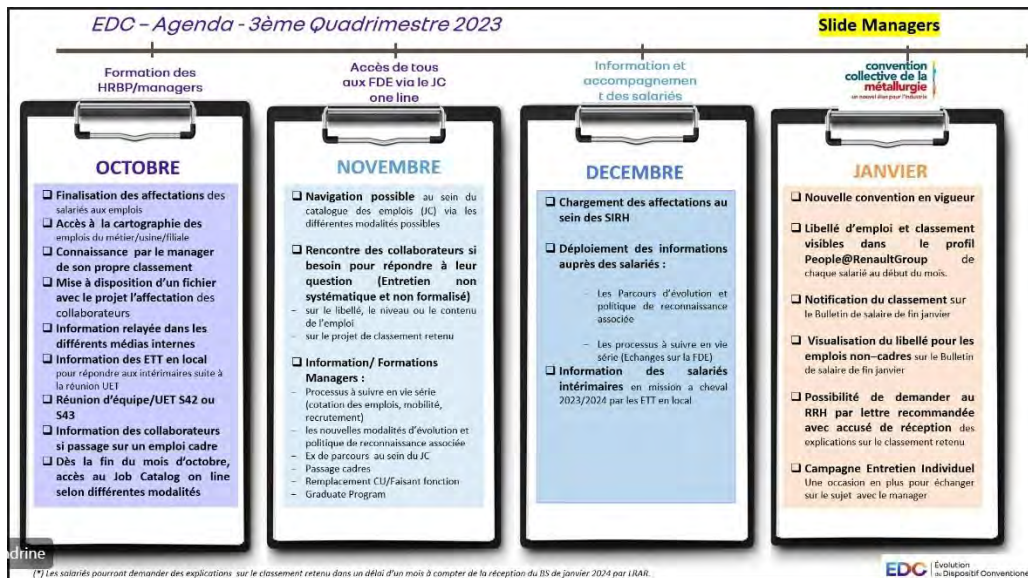 EDC – Agenda - 3ème Quadrimestre 2023
Slide Managers
Formation des
HRBP/managers
Accès de tous
aux FDE via le JC
one line
Information et
accompagnemen
t des salariés
convention
collective de la
métallurgie
un nouvel élan pour l'industrie
OCTOBRE
❑ Finalisation des affectations des
salariés aux emplois
❑ Accès à la cartographie des
emplois du métier/usine/filiale
❑ Connaissance par le manager
de son propre classement
❑ Mise à disposition d'un fichier
avec le projet l'affectation des
collaborateurs
❑ Information relayée dans les
différents médias internes
❑ Information des ETT en local
pour répondre aux intérimaires suite à
la réunion UET
❑ Réunion d'équipe/UET S42 ou
S43
❑ Information des collaborateurs
si passage sur un emploi cadre
❑ Dès la fin du mois d'octobre,
accès au Job Catalog on line
selon différentes modalités
NOVEMBRE
❑ Navigation possible au sein du
catalogue des emplois (JC) via les
différentes modalités possibles
❑ Rencontre des collaborateurs si
besoin pour répondre à leur
question (Entretien non
systématique et non formalisé)
– sur le libellé, le niveau ou le contenu
de l'emploi
– sur le projet de classement retenu
❑ Information/ Formations
Managers :
– Processus à suivre en vie série
(cotation des emplois, mobilité,
recrutement)
– les nouvelles modalités d'évolution et
politique de reconnaissance associée
– Ex de parcours au sein du JC
– Passage cadres
– Remplacement CU/Faisant fonction
– Graduate Program
DECEMBRE
❑ Chargement des affectations au
sein des SIRH
❑ Déploiement des informations
auprès des salariés :
– Les Parcours d'évolution et
politique de reconnaissance
associée
– Les processus à suivre en vie
série (Echanges sur la FDE)
❑ Information des salariés
intérimaires en mission a cheval
2023/2024 par les ETT en local
JANVIER
❑ Nouvelle convention en vigueur
❑ Libellé d'emploi et classement
visibles dans le profil
People@RenaultGroup de
chaque salarié au début du mois.
❑ Notification du classement sur
le Bulletin de salaire de fin janvier
❑ Visualisation du libellé pour les
emplois non–cadres sur le Bulletin
de salaire de fin janvier
❑ Possibilité de demander au
RRH par lettre recommandée
avec accusé de réception des
explications sur le classement retenu
❑ Campagne Entretien Individuel
Une occasion en plus pour échanger
sur le sujet avec le manager
ndrine
(*) Les salariés pourront demander des explications sur le classement retenu dans un délai d'un mois à compter de la réception du BS de janvier 2024 par LRAR.
EDC Évolution
du Dispositif Conventionne